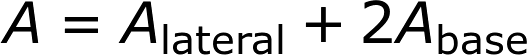 A = A_lateral + 2A_base